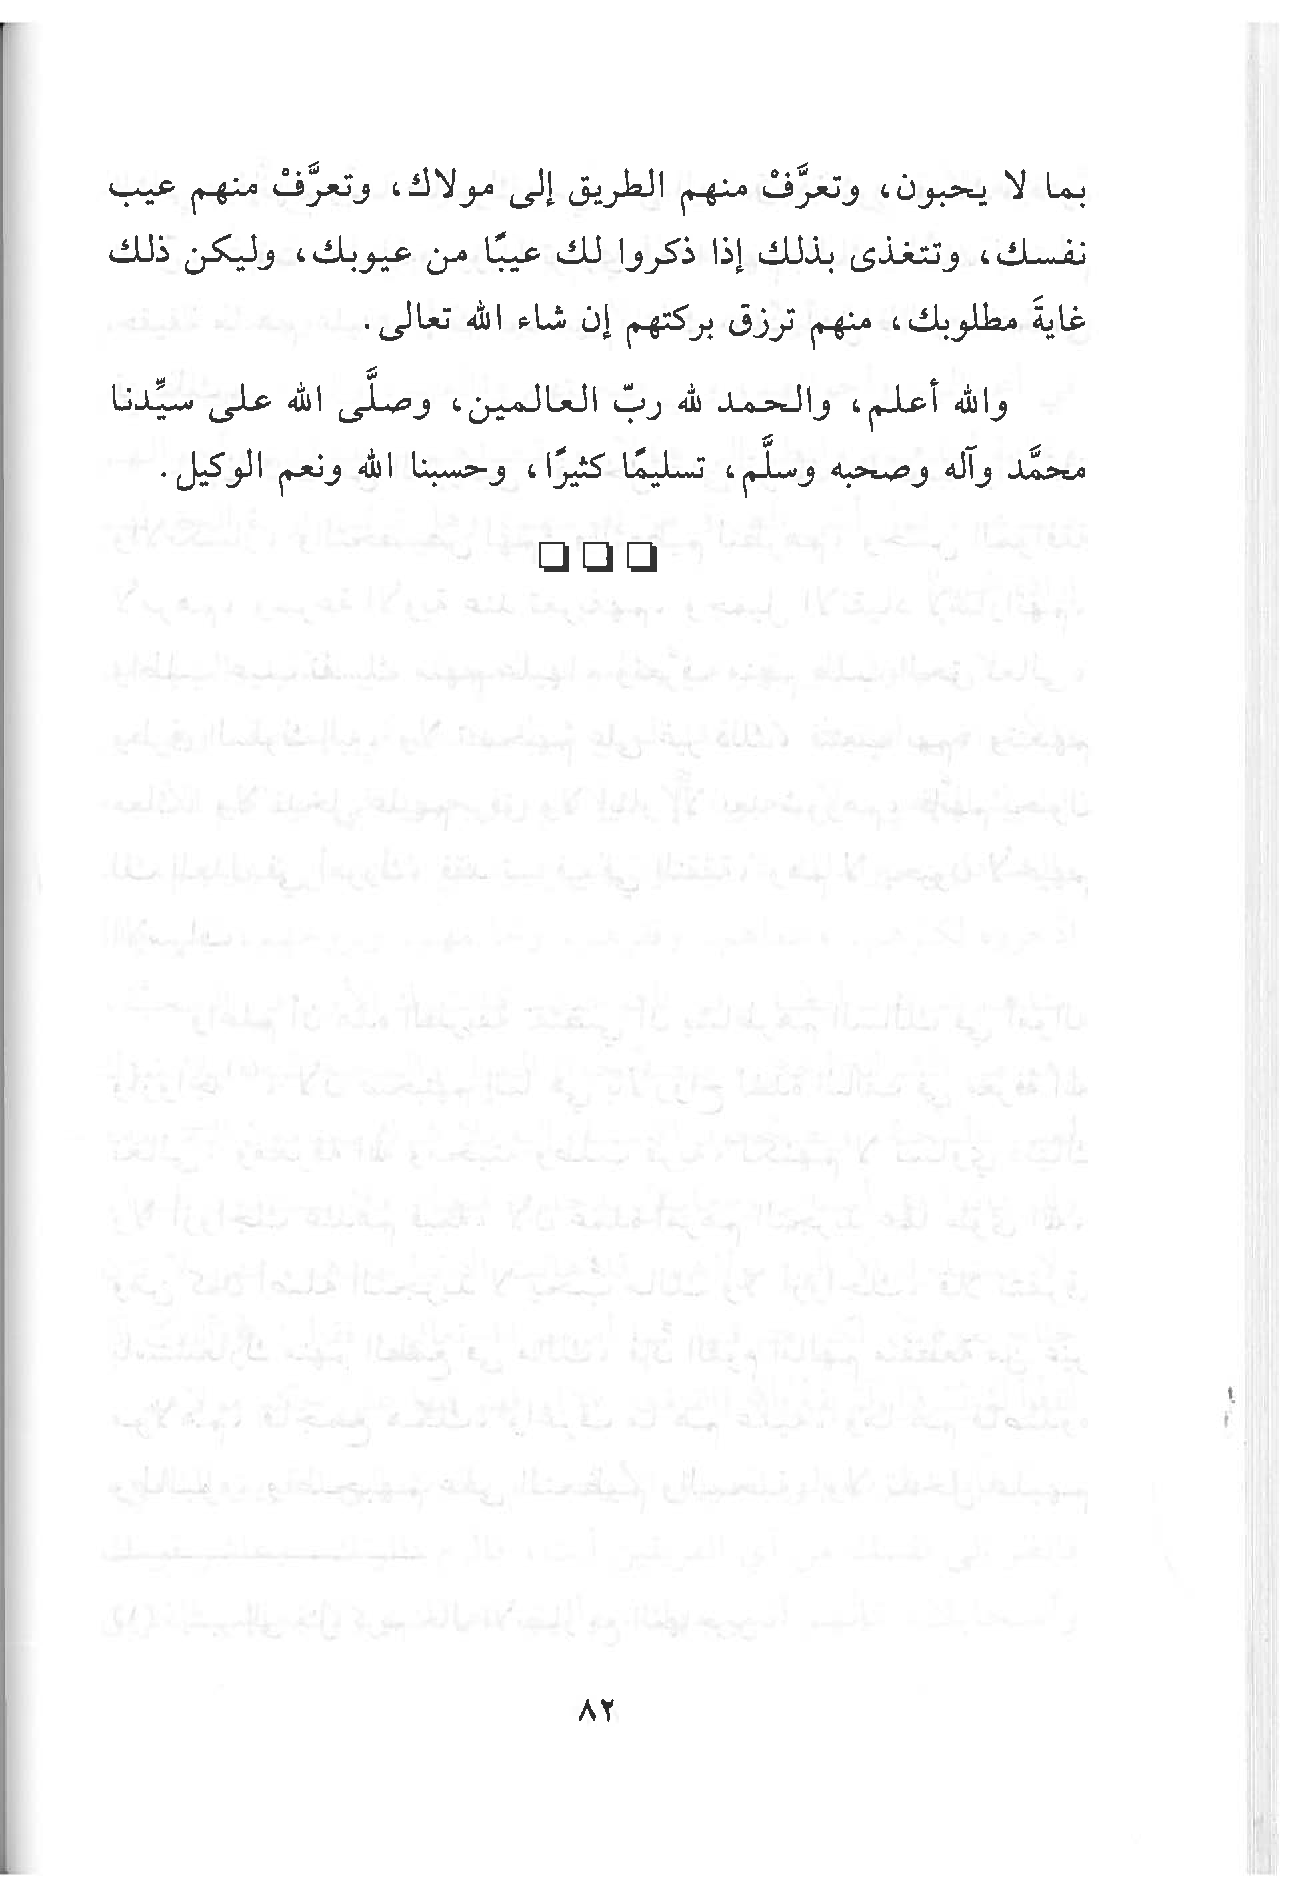 بما لا يحبون، وتعرَّفْ منهم الطريق إلى مولاك، وتعرَّفْ منهم عيب
نفسك، وتتغذى بذلك إذا ذكروا لك عيبًا من عيوبك، وليكن ذلك
غايةَ مطلوبك، منهم ترزق بركتهم إن شاء الله تعالى.
والله أعلم، والحمد لله ربّ العالمين، وصلَّى الله على سيِّدنا
محمَّد وآله وصحبه وسلَّم، تسليمًا كثيرًا، وحسبنا الله ونعم الوكيل.
٨٢